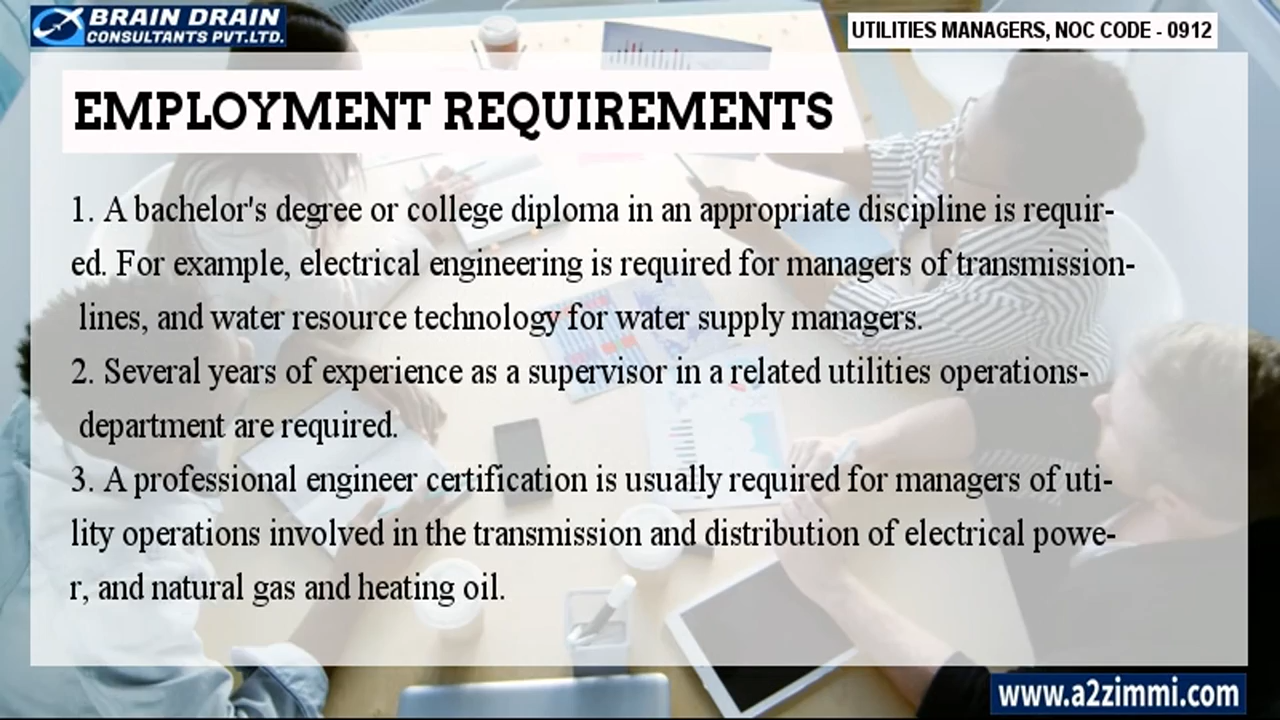 BRAIN DRAIN
CONSULTANTS PVT.LTD.
UTILITIES MANAGERS, NOC CODE - 0912
EMPLOYMENT REQUIREMENTS
1. A bachelor's degree or college diploma in an appropriate discipline is requir-
ed. For example, electrical engineering is required for managers of transmission-
lines, and water resource technology for water supply managers.
2. Several years of experience as a supervisor in a related utilities operations-
department are required.
3. A professional engineer certification is usually required for managers of uti-
lity operations involved in the transmission and distribution of electrical powe-
r, and natural gas and heating oil.
www.a2zimmi.com